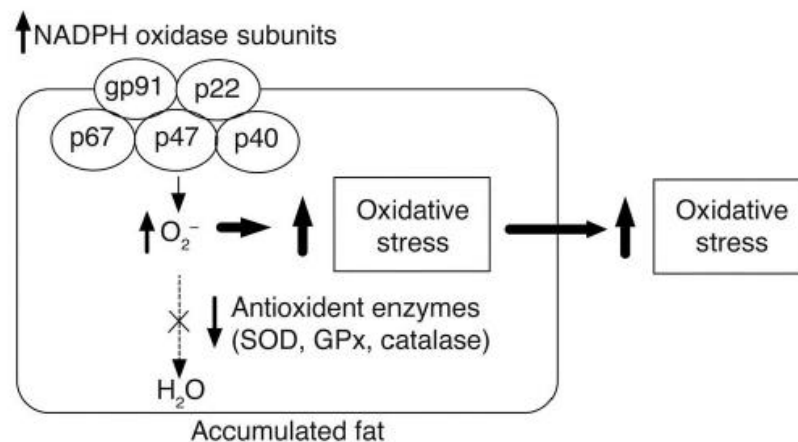 NADPH oxidase subunits
gp91 p22
p67 p47 p40
O₂⁻
Oxidative
stress
Oxidative
stress
Antioxident enzymes
(SOD, GPx, catalase)
H₂O
Accumulated fat